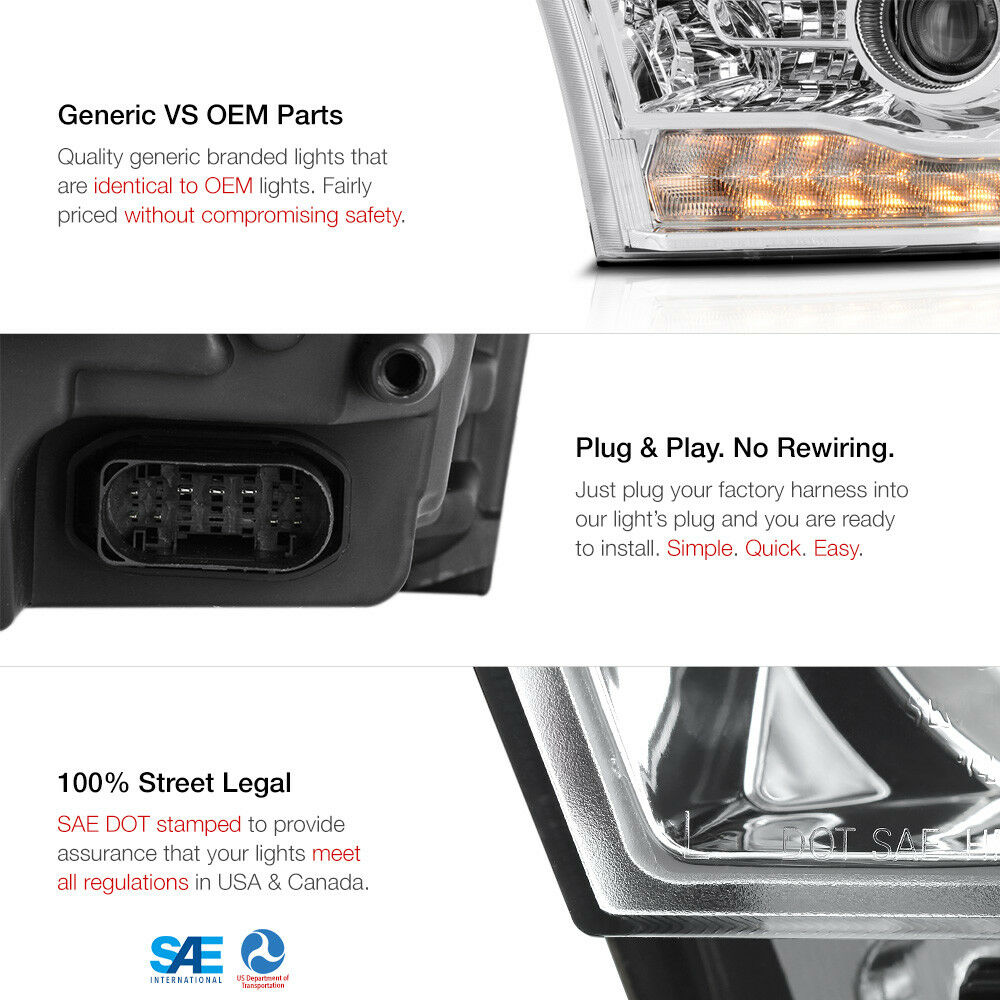 Generic VS OEM Parts
Quality generic branded lights that
are identical to OEM lights. Fairly
priced without compromising safety.
Plug & Play. No Rewiring.
Just plug your factory harness into
our light's plug and you are ready
to install. Simple. Quick. Easy.
100% Street Legal
SAE DOT stamped to provide
assurance that your lights meet
all regulations in USA & Canada.
L DOT SAE
SAE
INTERNATIONAL
US Department of
Transportation